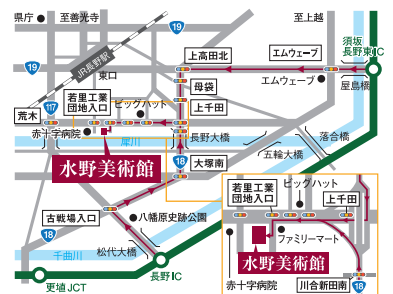 県庁
至善光寺
19
至上越
上高田北
エムウェーブ
須坂
長野東IC
JR長野駅
19
東口
母袋
エムウェーブ
屋島橋
117
若里工業
団地入口
ビッグハット
上千田
荒木
赤十字病院
長野大橋
落合橋
犀川
五輪大橋
水野美術館
18
大塚南
若里工業
団地入口
ビッグハット
上千田
古戦場入口
八幡原史跡公園
18
ファミリーマート
松代大橋
水野美術館
千曲川
長野IC
赤十字病院
川合新田南
18
更埴JCT